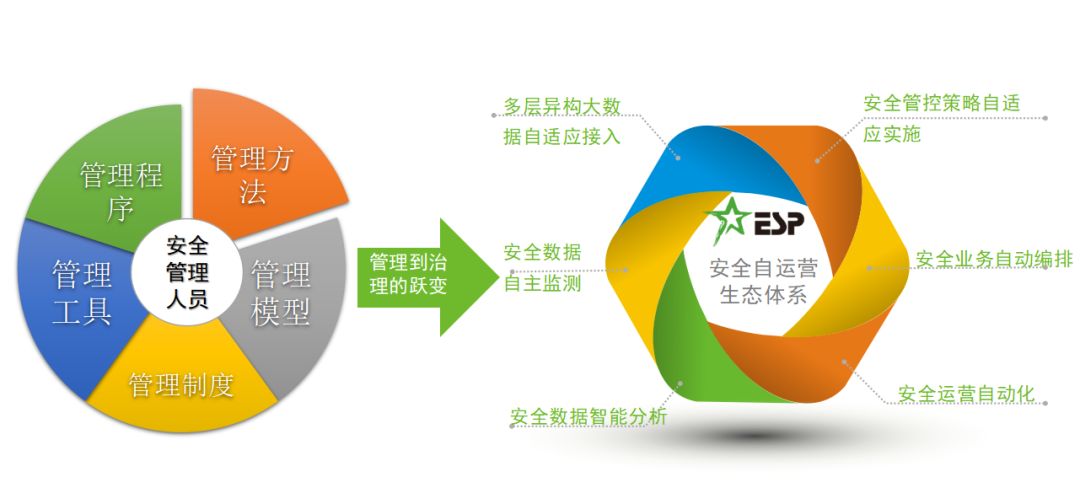 管理程
序
管理方
法
管理
工具
安全
管理
人员
管理
模型
管理制度
管理到治
理的跃变
多层异构大数
据自适应接入
安全管控策略自适
应实施
安全数据
自主监测
ESP
安全自运营
生态体系
安全业务自动编排
安全数据智能分析
安全运营自动化